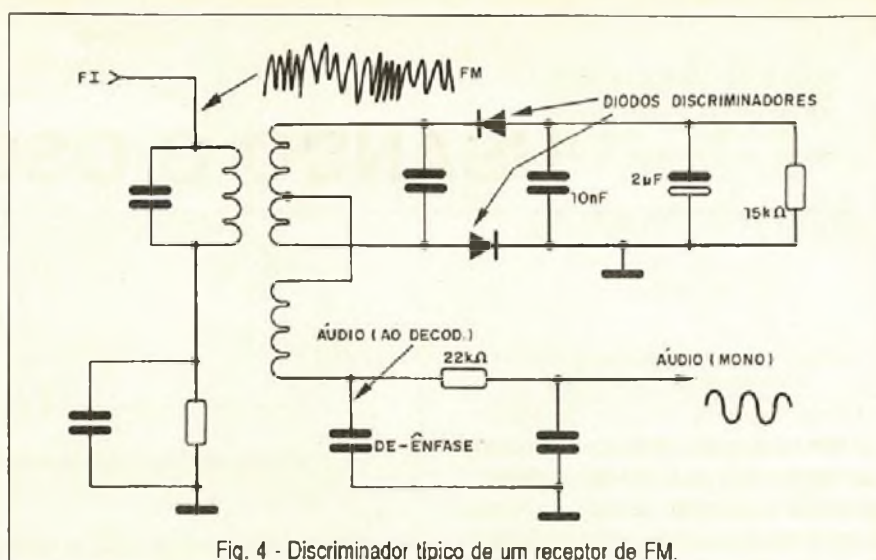 FI
FM
DIODOS DISCRIMINADORES
10nF
2µF
15kΩ
ÁUDIO (AO DECOD.)
22kΩ
ÁUDIO (MONO)
DE-ÊNFASE
Fig. 4 - Discriminador típico de um receptor de FM.